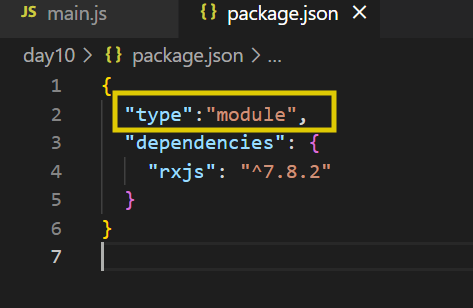 JS main.js {} package.json ×
day10 > {} package.json > ...
1 {
2 "type":"module",
3 "dependencies": {
4 "rxjs": "^7.8.2"
5 }
6 }
7